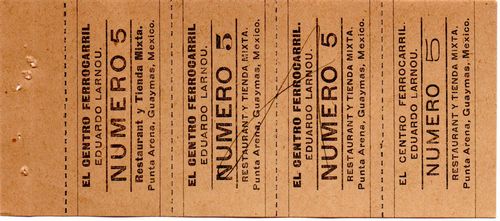 EL CENTRO FERROCARRIL.
EDUARDO LARNOU.
NUMERO 5
Restaurant y Tienda Mixta.
Punta Arena, Guaymas, Mexico.
EL CENTRO FERROCARRIL.
EDUARDO LARNOU.
NUMERO 5
RESTAURANT Y TIENDA MIXTA.
Punta Arena, Guaymas, Mexico.
EL CENTRO FERROCARRIL.
EDUARDO LARNOU.
NUMERO 5
RESTAURANT Y TIENDA MIXTA.
Punta Arena, Guaymas, Mexico.
EL CENTRO FERROCARRIL.
EDUARDO LARNOU.
NUMERO 5
RESTAURANT Y TIENDA MIXTA.
Punta Arena, Guaymas, Mexico.